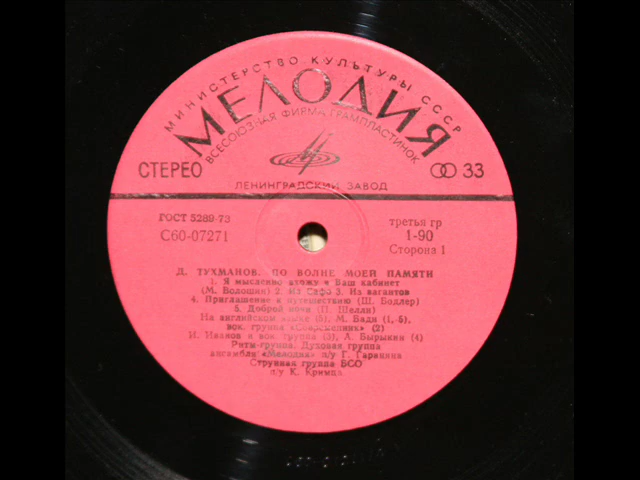 МИНИСТЕРСТВО КУЛЬТУРЫ СССР
МЕЛОДИЯ
ВСЕСОЮЗНАЯ ФИРМА ГРАМПЛАСТИНОК
СТЕРЕО
33
ЛЕНИНГРАДСКИЙ ЗАВОД
ГОСТ 5289-73
третья гр
С60-07271
1-90
Сторона 1
Д. ТУХМАНОВ. ПО ВОЛНЕ МОЕЙ ПАМЯТИ
1. Я мысленно вхожу в Ваш кабинет
(М. Волошин) 2. Из Сафо 3. Из вагантов
4. Приглашение к путешествию (Ш. Бодлер)
5. Доброй ночи (П. Шелли)
На английском языке (5), М. Бади (1, 5),
вок. группа «Современник» (2)
И. Иванов и вок. группа (3), А. Бырыкин (4)
Ритм-группа. Духовая группа
ансамбля «Мелодия» п/у Г. Гараняна
Струнная группа БСО
п/у К. Кримца